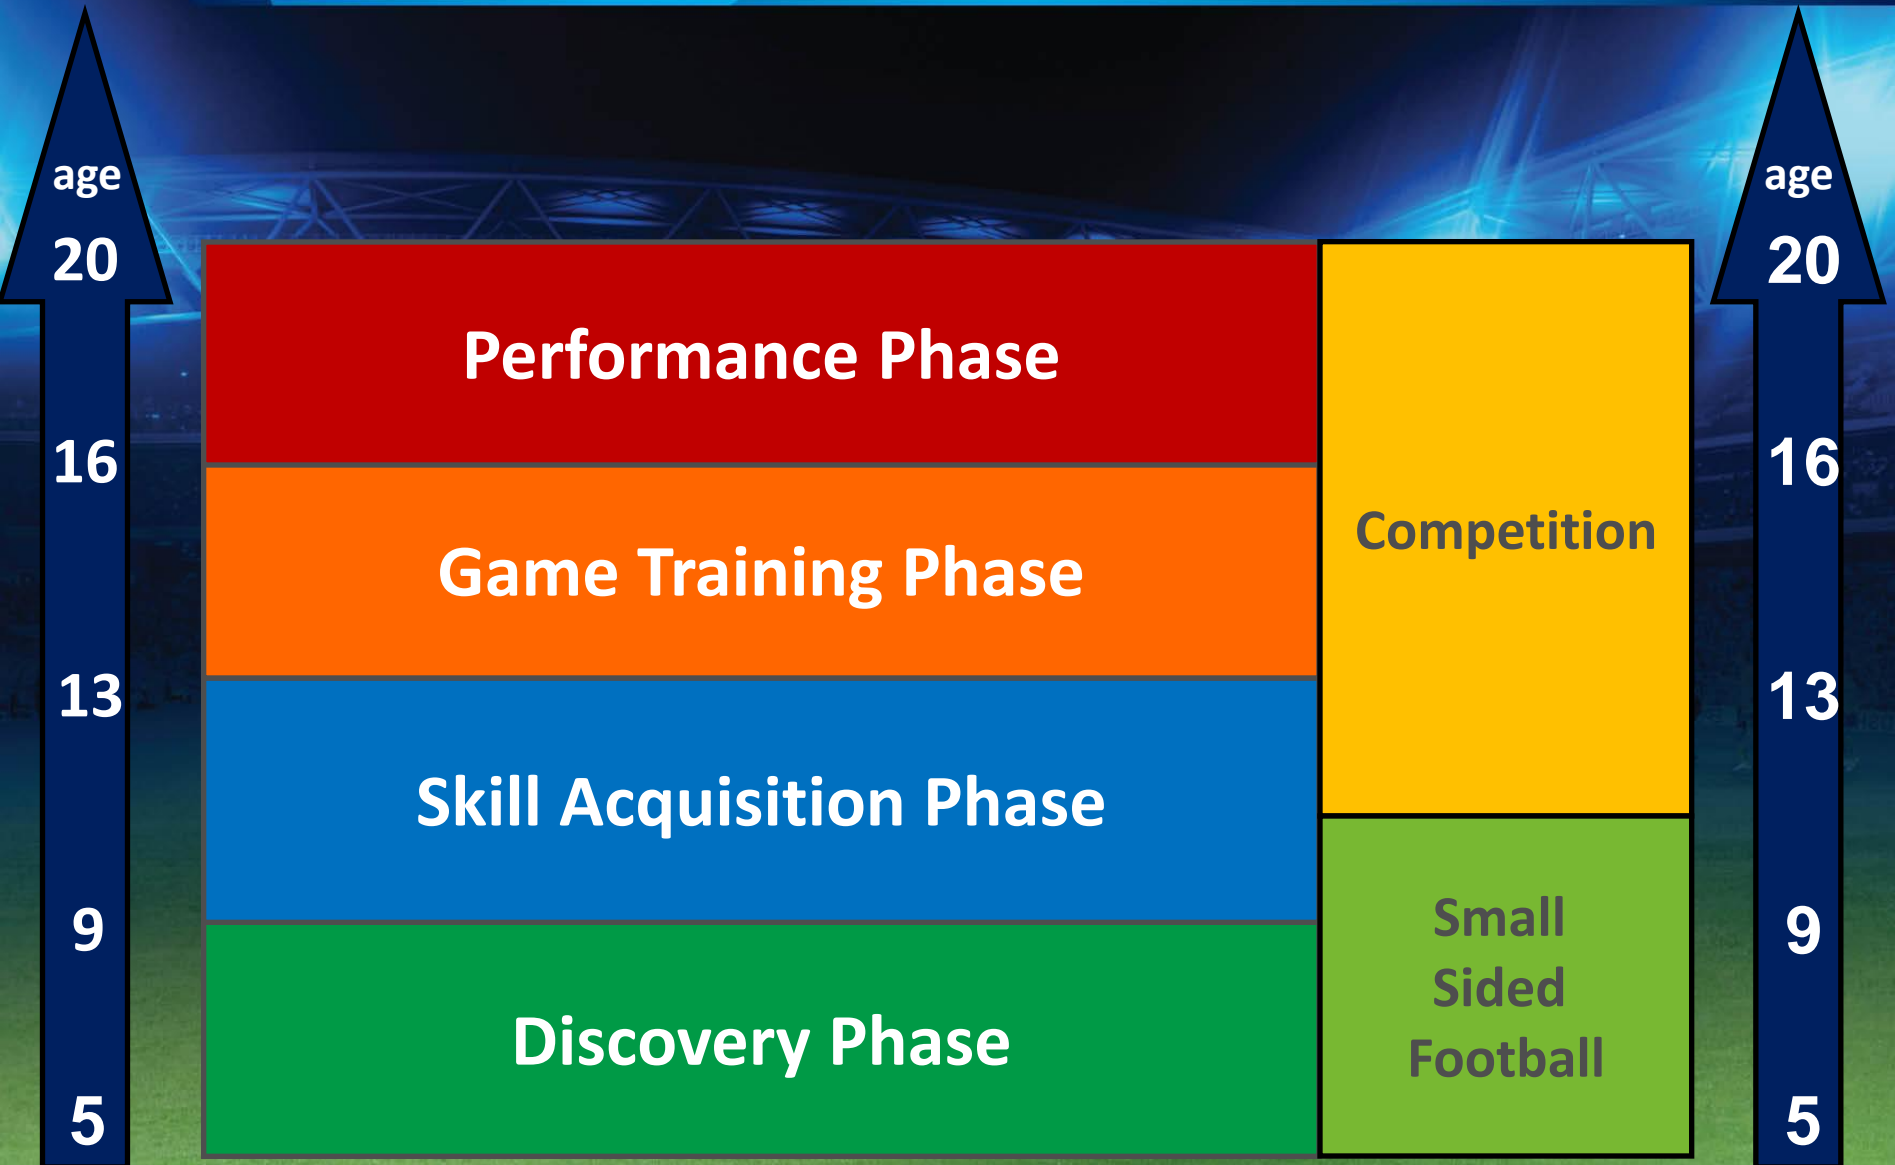 age
age
20
20
Performance Phase
16
16
Competition
Game Training Phase
13
13
Skill Acquisition Phase
9
Small
9
Sided
Discovery Phase
Football
5
5